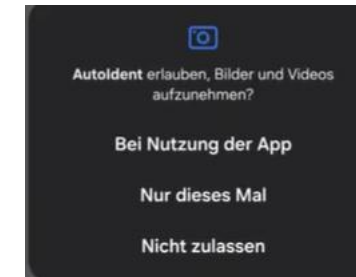 AutoIdent erlauben, Bilder und Videos
aufzunehmen?
Bei Nutzung der App
Nur dieses Mal
Nicht zulassen